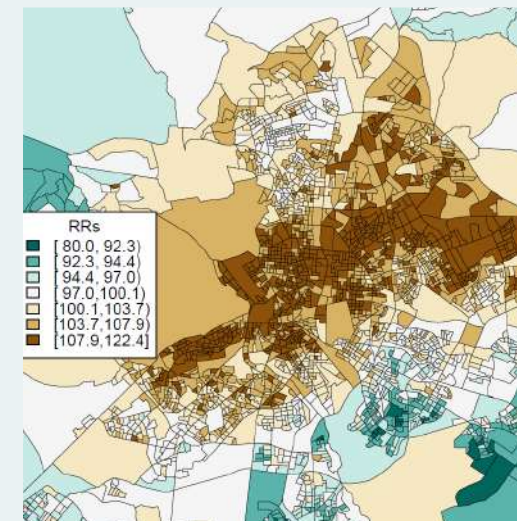 RRs
[ 80.0, 92.3)
[ 92.3, 94.4)
[ 94.4, 97.0)
[ 97.0,100.1)
[100.1,103.7)
[103.7,107.9)
[107.9,122.4]